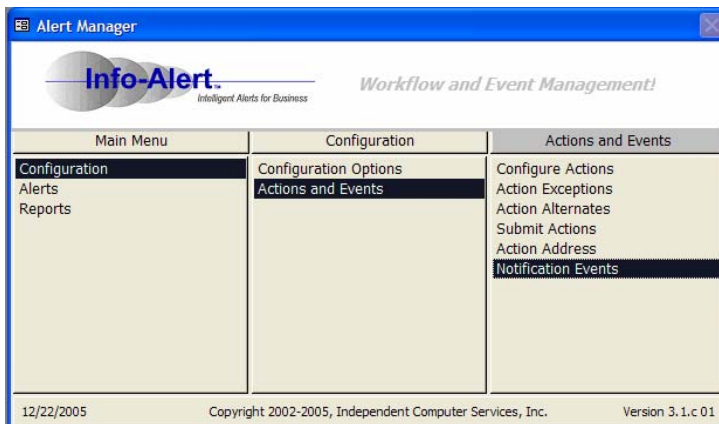 Alert Manager
Info-Alert™
Intelligent Alerts for Business
Workflow and Event Management!
Main Menu
Configuration
Actions and Events
Configuration
Alerts
Reports
Configuration Options
Actions and Events
Configure Actions
Action Exceptions
Action Alternates
Submit Actions
Action Address
Notification Events
12/22/2005
Copyright 2002-2005, Independent Computer Services, Inc.
Version 3.1.c 01